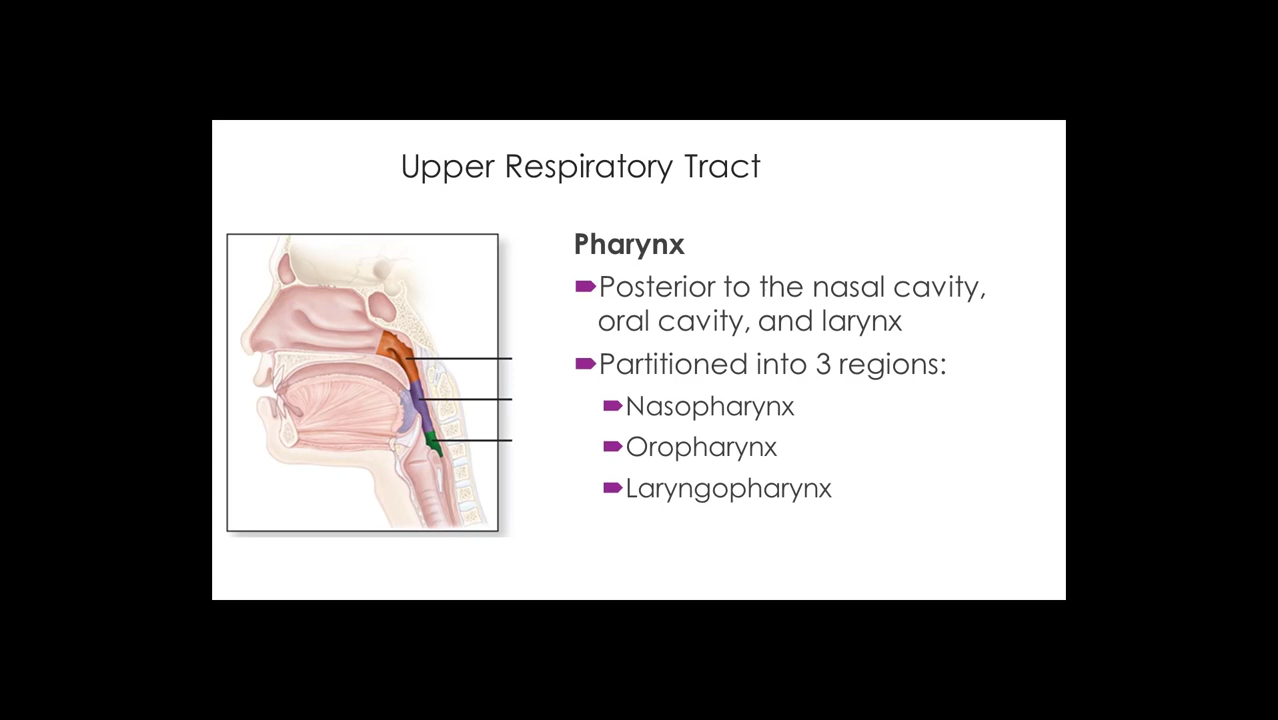 Upper Respiratory Tract
Pharynx
Posterior to the nasal cavity,
oral cavity, and larynx
Partitioned into 3 regions:
Nasopharynx
Oropharynx
Laryngopharynx